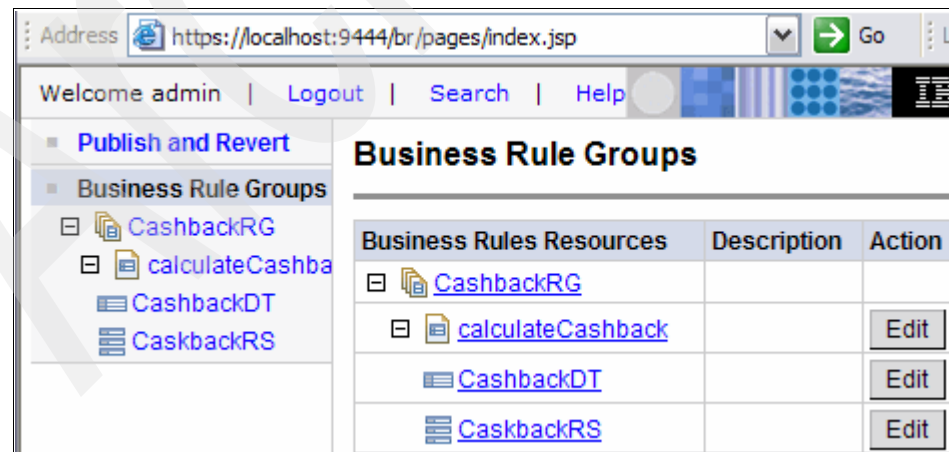 Address https://localhost:9444/br/pages/index.jsp Go
Welcome admin | Logout | Search | Help
Publish and Revert
Business Rule Groups
CashbackRG
calculateCashba
CashbackDT
CaskbackRS
Business Rule Groups
Business Rules Resources Description Action
CashbackRG
calculateCashback Edit
CashbackDT Edit
CaskbackRS Edit